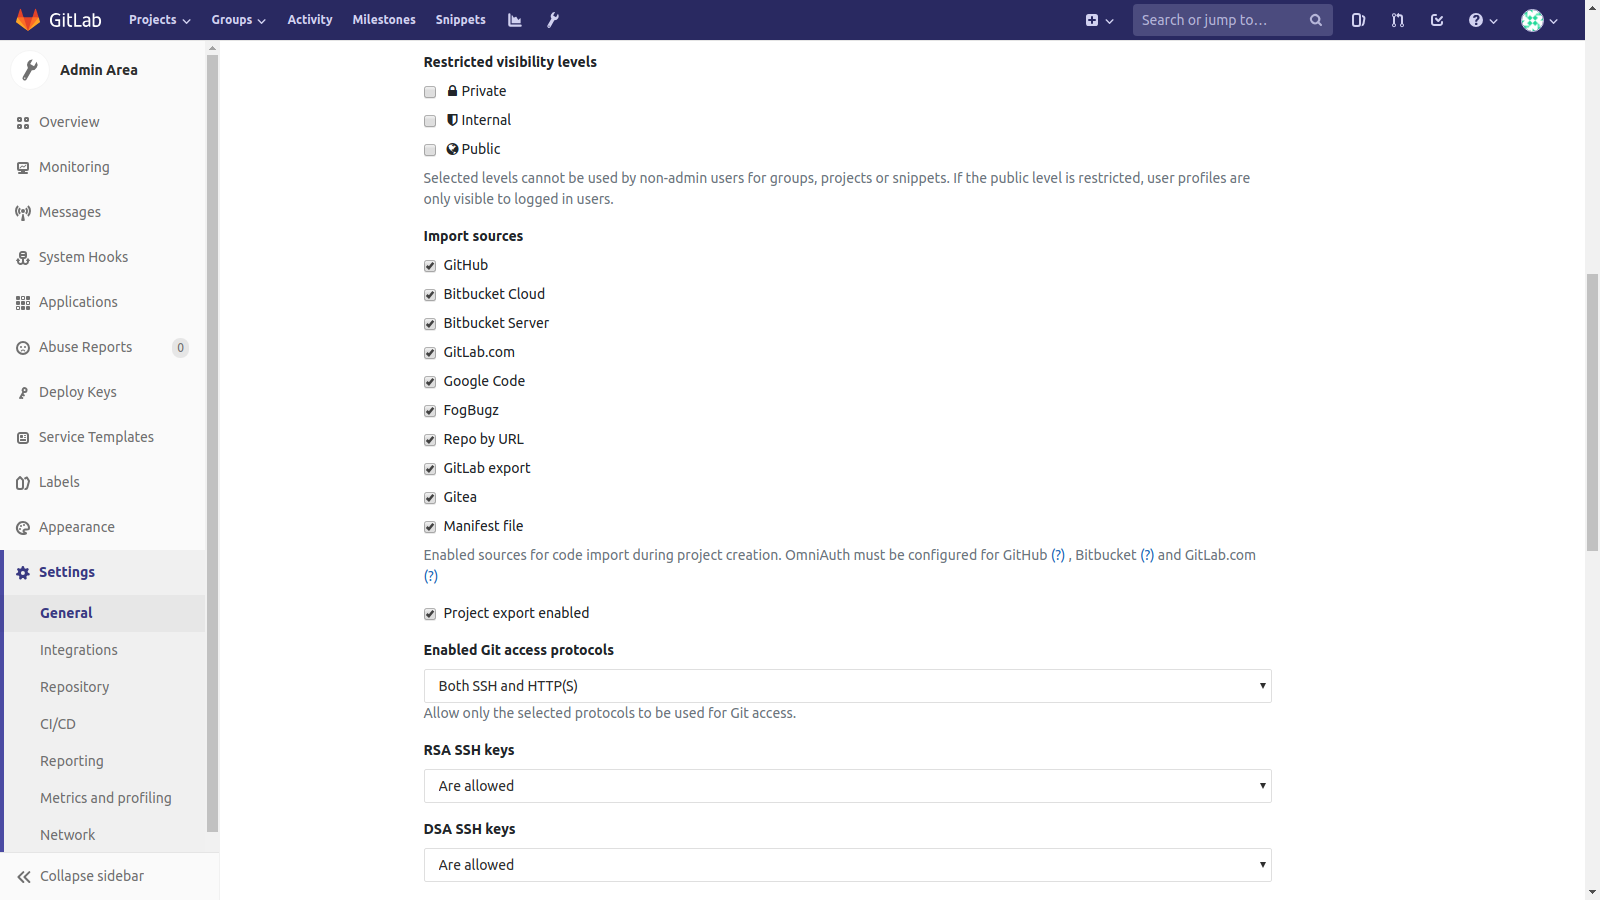 GitLab
Projects
Groups
Activity
Milestones
Snippets
Search or jump to...
Admin Area
Overview
Monitoring
Messages
System Hooks
Applications
Abuse Reports 0
Deploy Keys
Service Templates
Labels
Appearance
Settings
General
Integrations
Repository
CI/CD
Reporting
Metrics and profiling
Network
Collapse sidebar
Restricted visibility levels
Private
Internal
Public
Selected levels cannot be used by non-admin users for groups, projects or snippets. If the public level is restricted, user profiles are
only visible to logged in users.
Import sources
GitHub
Bitbucket Cloud
Bitbucket Server
GitLab.com
Google Code
FogBugz
Repo by URL
GitLab export
Gitea
Manifest file
Enabled sources for code import during project creation. OmniAuth must be configured for GitHub (?) , Bitbucket (?) and GitLab.com
(?)
Project export enabled
Enabled Git access protocols
Both SSH and HTTP(S)
Allow only the selected protocols to be used for Git access.
RSA SSH keys
Are allowed
DSA SSH keys
Are allowed